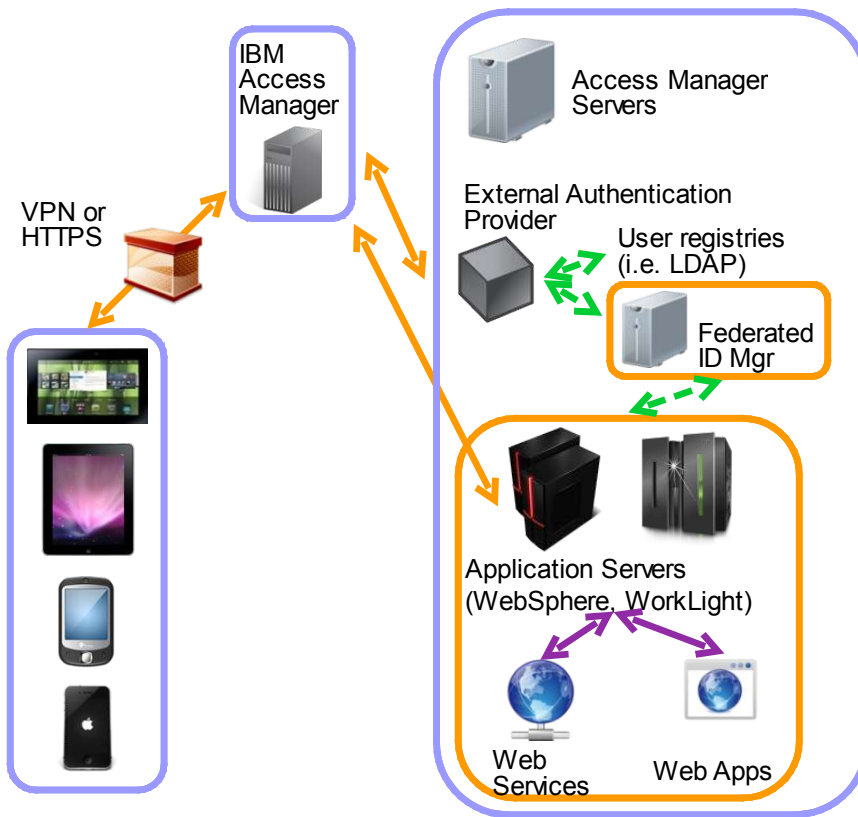 IBM
Access
Manager
Access Manager
Servers
VPN or
HTTPS
External Authentication
Provider
User registries
(i.e. LDAP)
Federated
ID Mgr
Application Servers
(WebSphere, WorkLight)
Web
Services
Web Apps